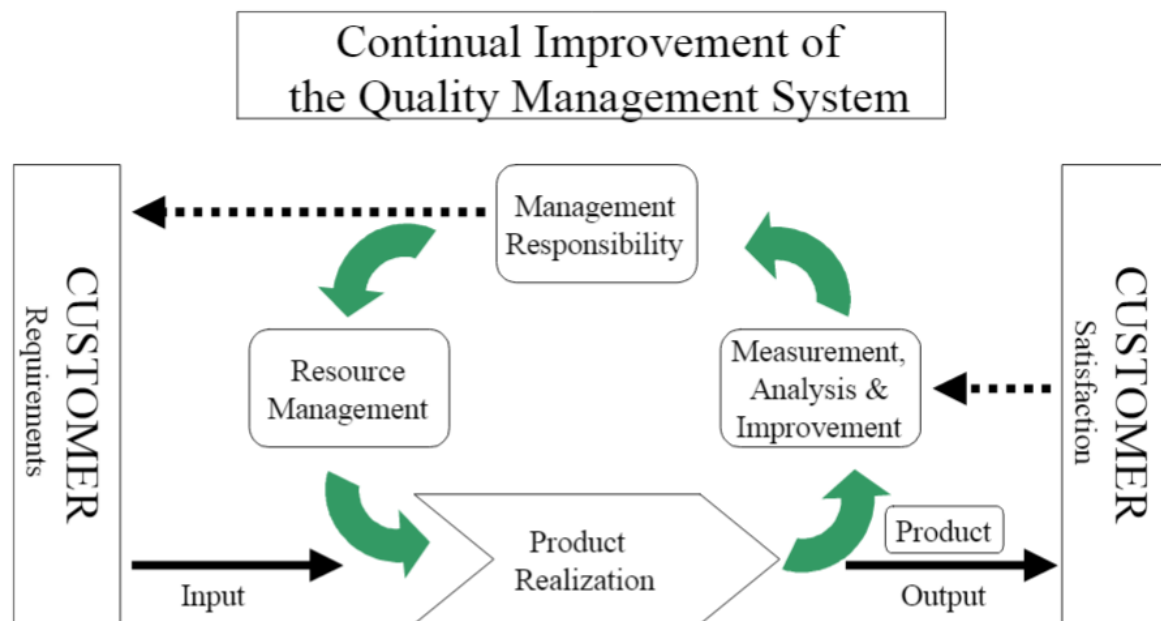 Continual Improvement of
the Quality Management System
CUSTOMER
Requirements
Management
Responsibility
CUSTOMER
Satisfaction
Resource
Management
Measurement,
Analysis &
Improvement
Input
Product
Realization
Product
Output